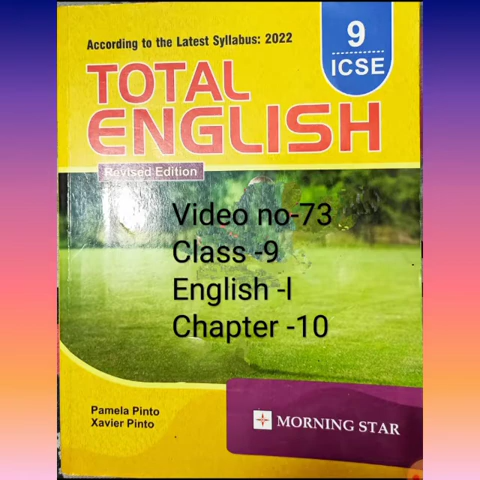 According to the Latest Syllabus: 2022
9
ICSE
TOTAL
ENGLISH
Revised Edition
Video no-73
Class -9
English -I
Chapter -10
Pamela Pinto
Xavier Pinto
MORNING STAR